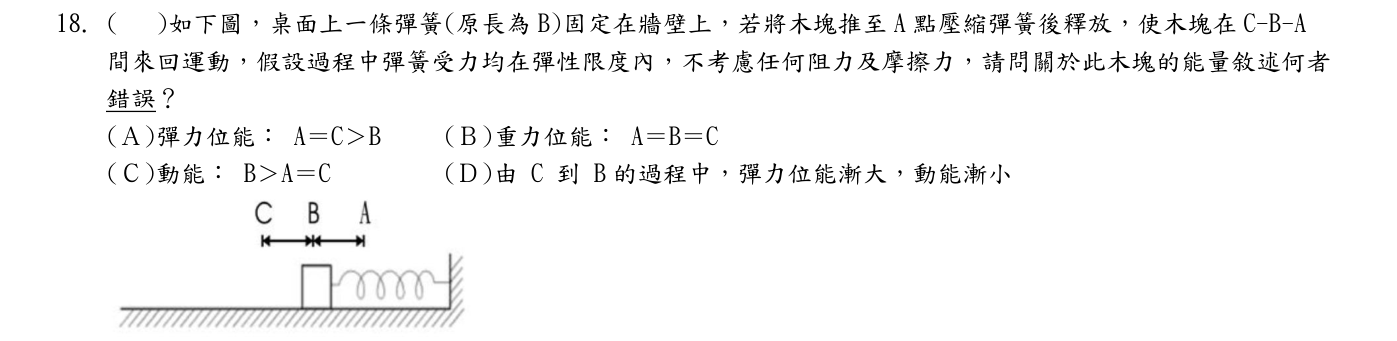 18. (　　)如下圖，桌面上一條彈簧(原長為 B)固定在牆壁上，若將木塊推至 A 點壓縮彈簧後釋放，使木塊在 C-B-A
間來回運動，假設過程中彈簧受力均在彈性限度內，不考慮任何阻力及摩擦力，請問關於此木塊的能量敘述何者
錯誤？
(A)彈力位能： A＝C＞B　　(B)重力位能： A＝B＝C
(C)動能： B＞A＝C　　(D)由 C 到 B 的過程中，彈力位能漸大，動能漸小
C B A